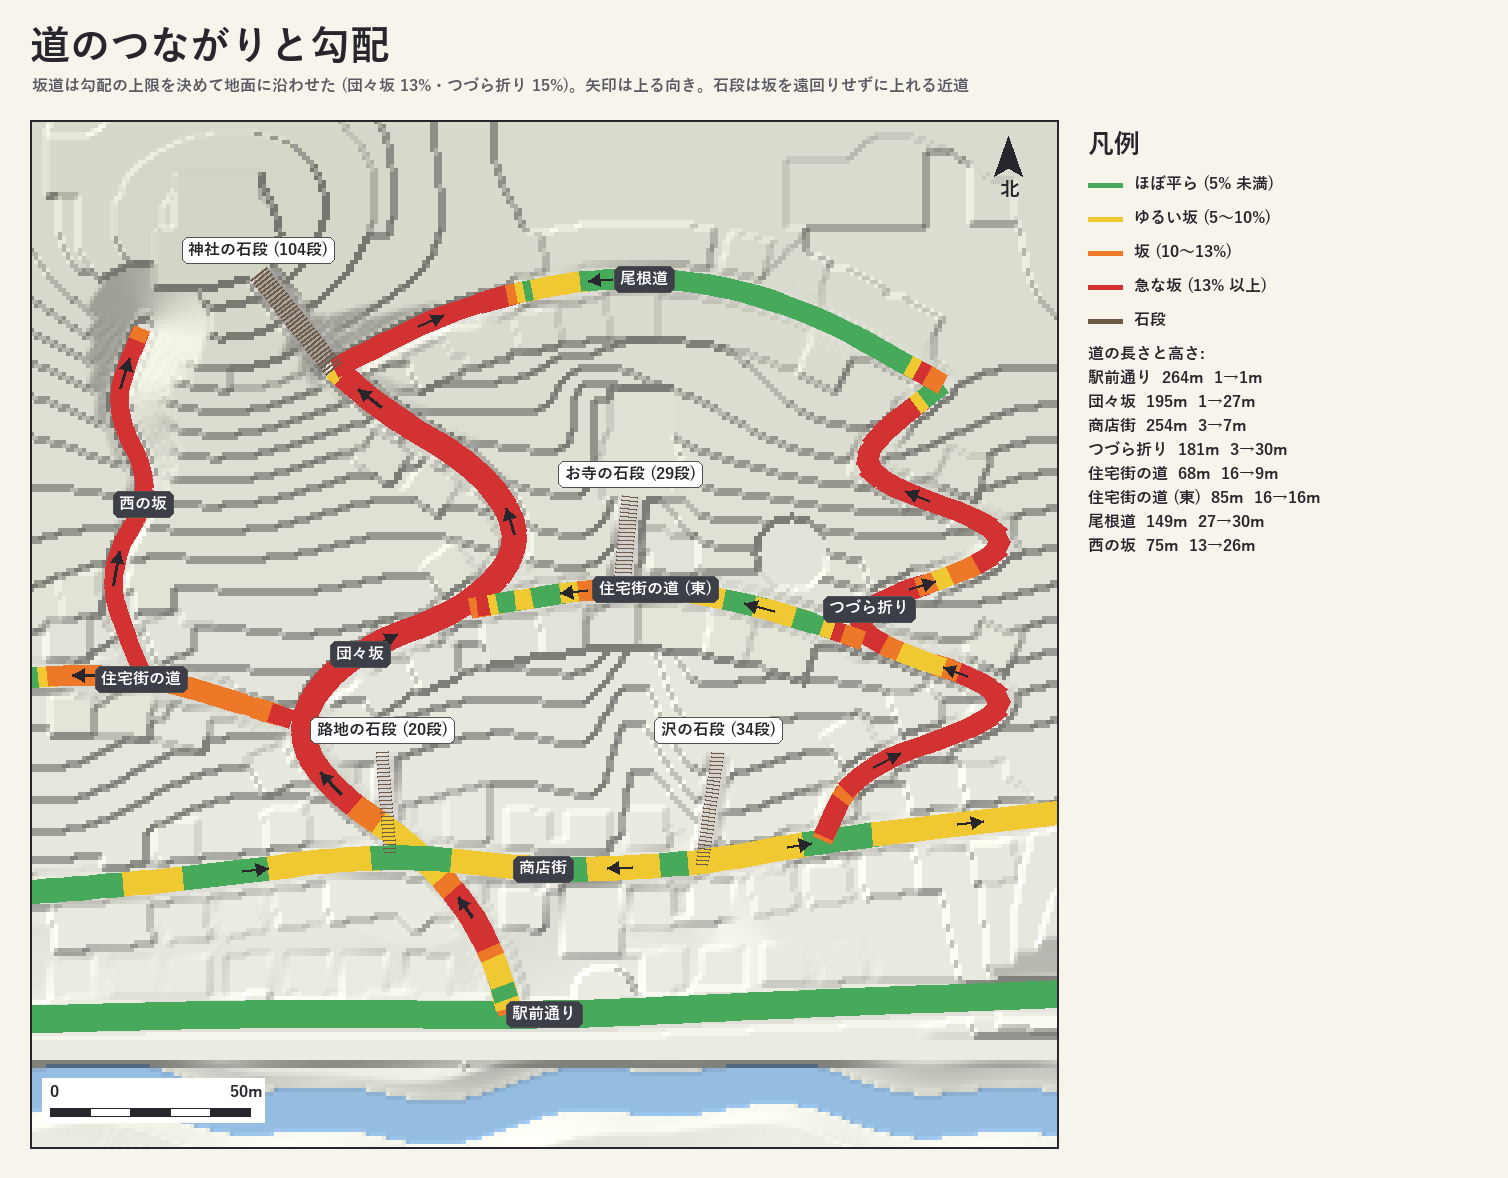 道のつながりと勾配
坂道は勾配の上限を決めて地面に沿わせた (団々坂 13%・つづら折り 15%)。矢印は上る向き。石段は坂を遠回りせずに上れる近道
北
神社の石段 (104段)
尾根道
お寺の石段 (29段)
西の坂
住宅街の道 (東)
つづら折り
団々坂
住宅街の道
路地の石段 (20段)
沢の石段 (34段)
商店街
駅前通り
0 50m
凡例
ほぼ平ら (5% 未満)
ゆるい坂 (5〜10%)
坂 (10〜13%)
急な坂 (13% 以上)
石段
道の長さと高さ:
駅前通り 264m 1→1m
団々坂 195m 1→27m
商店街 254m 3→7m
つづら折り 181m 3→30m
住宅街の道 68m 16→9m
住宅街の道 (東) 85m 16→16m
尾根道 149m 27→30m
西の坂 75m 13→26m